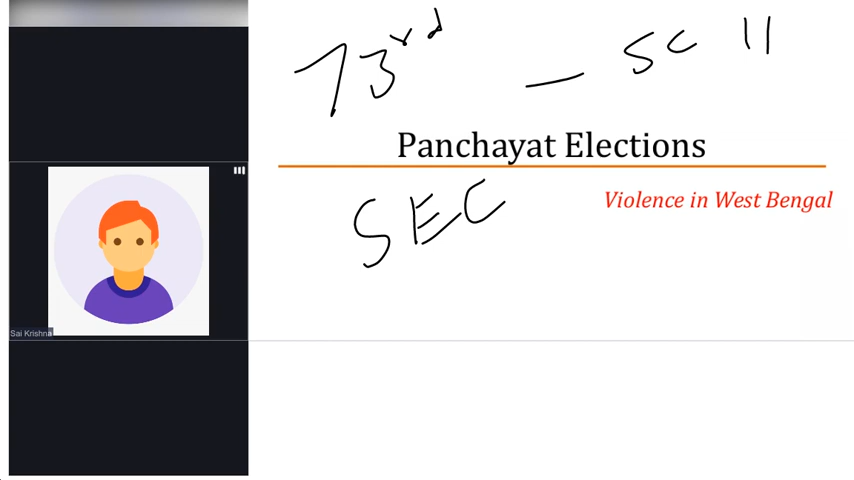 73rd — SC 11
Panchayat Elections
Violence in West Bengal
SEC
Sai Krishna